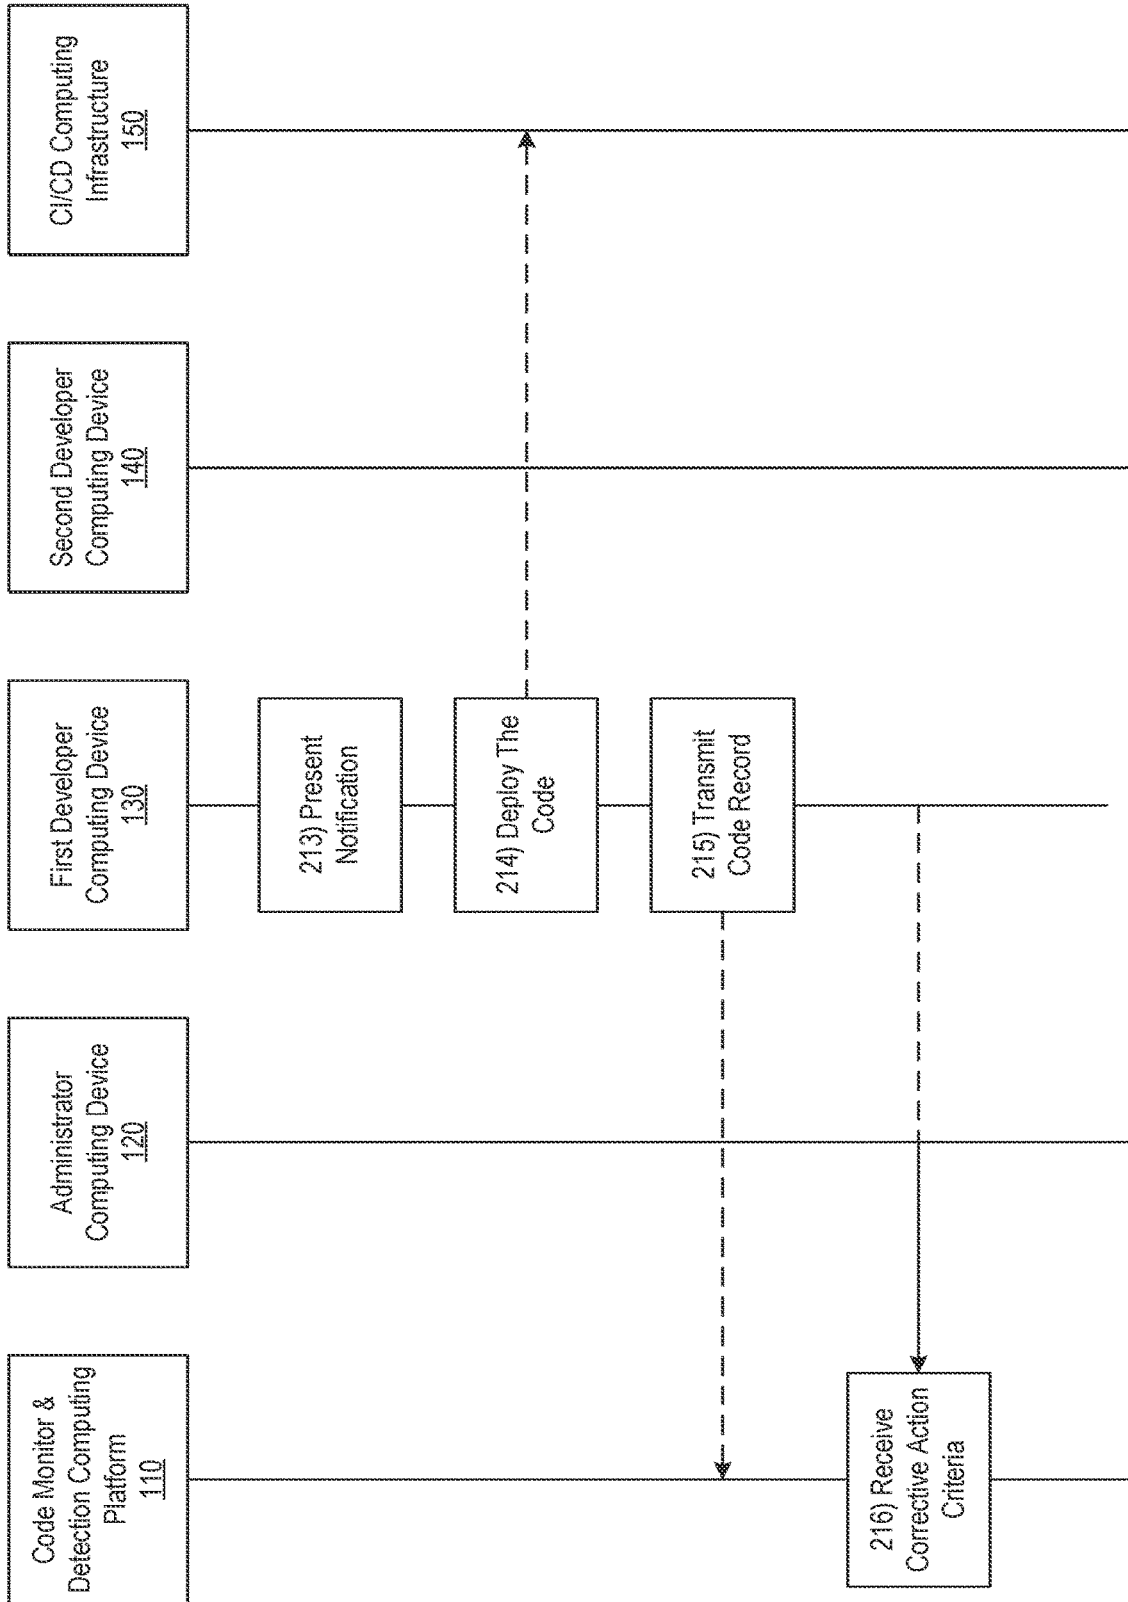 Code Monitor &
Detection Computing
Platform
110
Administrator
Computing Device
120
First Developer
Computing Device
130
Second Developer
Computing Device
140
CI/CD Computing
Infrastructure
150
213) Present
Notification
214) Deploy The
Code
215) Transmit
Code Record
216) Receive
Corrective Action
Criteria